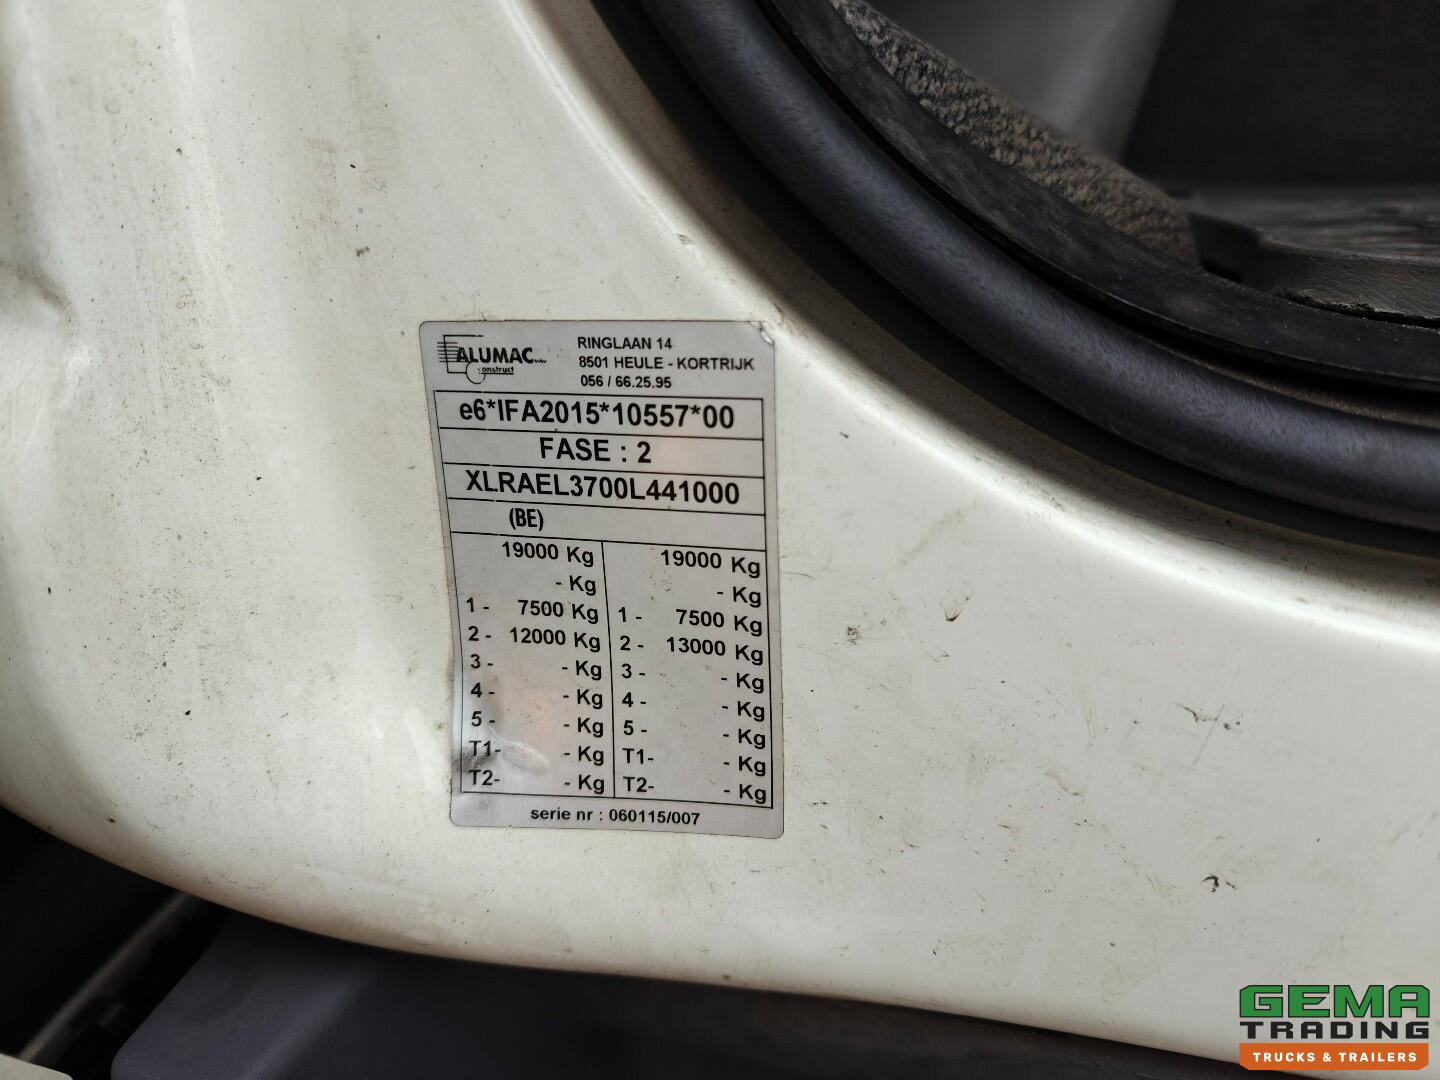 ALUMAC
Construct
RINGLAAN 14
8501 HEULE - KORTRIJK
056 / 66.25.95
e6*IFA2015*10557*00
FASE : 2
XLRAEL3700L441000
(BE)
19000 Kg 19000 Kg
- Kg - Kg
1 - 7500 Kg 1 - 7500 Kg
2 - 12000 Kg 2 - 13000 Kg
3 - - Kg 3 - - Kg
4 - - Kg 4 - - Kg
5 - - Kg 5 - - Kg
T1- - Kg T1- - Kg
T2- - Kg T2- - Kg
serie nr : 060115/007
GEMA
TRADING
TRUCKS & TRAILERS